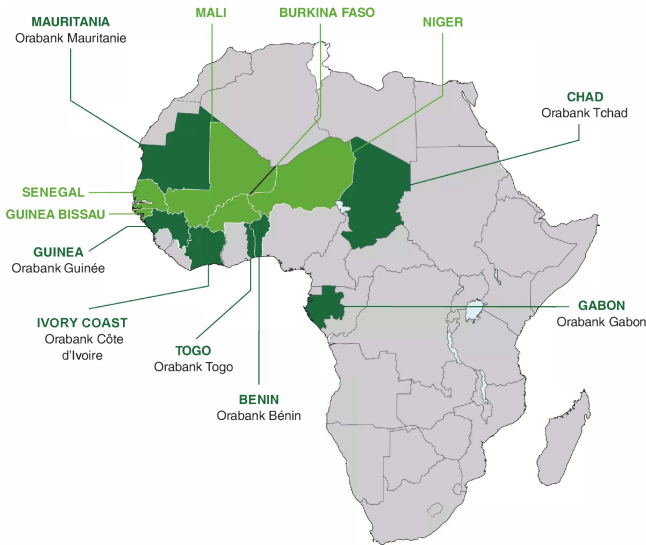 MALI
BURKINA FASO
NIGER
MAURITANIA
Orabank Mauritanie
CHAD
Orabank Tchad
SENEGAL
GUINEA BISSAU
GUINEA
Orabank Guinée
IVORY COAST
Orabank Côte
d'Ivoire
TOGO
Orabank Togo
BENIN
Orabank Bénin
GABON
Orabank Gabon